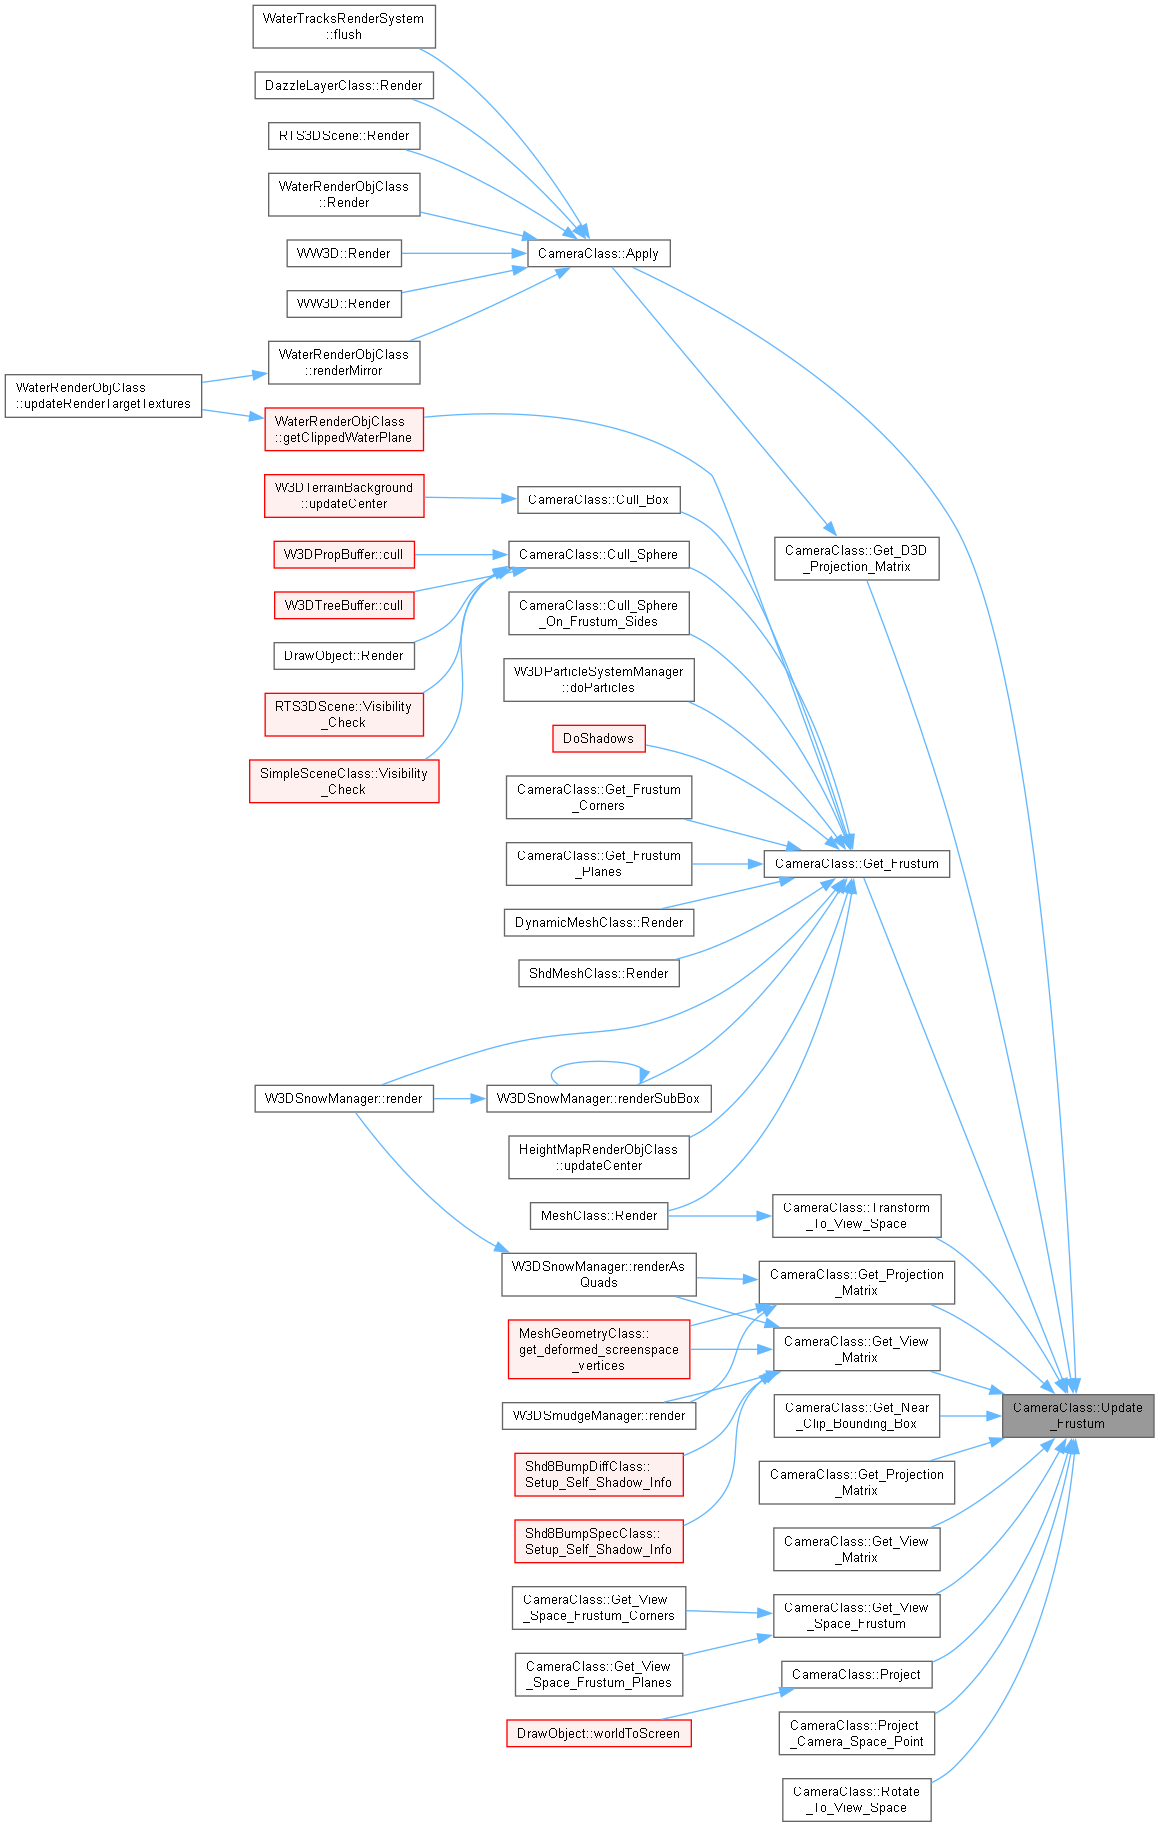 WaterTracksRenderSystem
::flush
DazzleLayerClass::Render
RTS3DScene::Render
WaterRenderObjClass
::Render
CameraClass::Apply
WW3D::Render
WW3D::Render
WaterRenderObjClass
::renderMirror
WaterRenderObjClass
::updateRenderTargetTextures
WaterRenderObjClass
::getClippedWaterPlane
W3DTerrainBackground
::updateCenter
CameraClass::Cull_Box
W3DPropBuffer::cull
CameraClass::Cull_Sphere
CameraClass::Get_D3D
_Projection_Matrix
W3DTreeBuffer::cull
CameraClass::Cull_Sphere
_On_Frustum_Sides
DrawObject::Render
W3DParticleSystemManager
::doParticles
RTS3DScene::Visibility
_Check
DoShadows
SimpleSceneClass::Visibility
_Check
CameraClass::Get_Frustum
_Corners
CameraClass::Get_Frustum
_Planes
CameraClass::Get_Frustum
DynamicMeshClass::Render
ShdMeshClass::Render
W3DSnowManager::render
W3DSnowManager::renderSubBox
HeightMapRenderObjClass
::updateCenter
MeshClass::Render
CameraClass::Transform
_To_View_Space
W3DSnowManager::renderAs
Quads
CameraClass::Get_Projection
_Matrix
MeshGeometryClass::
get_deformed_screenspace
_vertices
CameraClass::Get_View
_Matrix
W3DSmudgeManager::render
CameraClass::Get_Near
_Clip_Bounding_Box
CameraClass::Update
_Frustum
Shd8BumpDiffClass::
Setup_Self_Shadow_Info
CameraClass::Get_Projection
_Matrix
Shd8BumpSpecClass::
Setup_Self_Shadow_Info
CameraClass::Get_View
_Matrix
CameraClass::Get_View
_Space_Frustum_Corners
CameraClass::Get_View
_Space_Frustum
CameraClass::Get_View
_Space_Frustum_Planes
CameraClass::Project
DrawObject::worldToScreen
CameraClass::Project
_Camera_Space_Point
CameraClass::Rotate
_To_View_Space